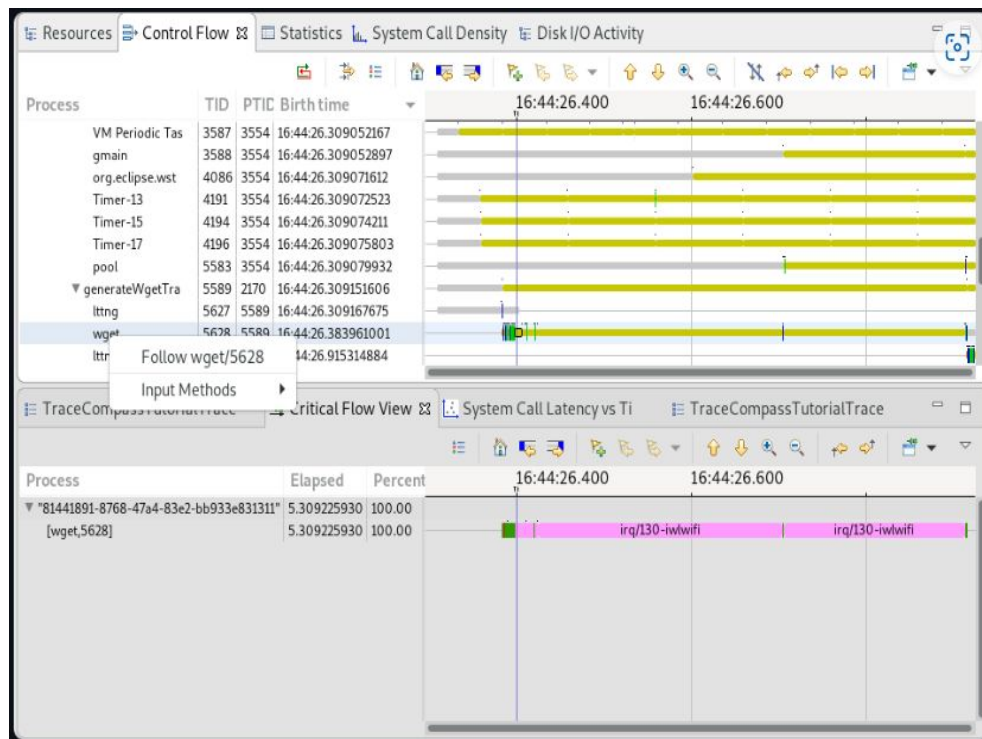 Resources Control Flow Statistics System Call Density Disk I/O Activity
Process TID PTID Birth time 16:44:26.400 16:44:26.600
VM Periodic Tas 3587 3554 16:44:26.309052167
gmain 3588 3554 16:44:26.309052897
org.eclipse.wst 4086 3554 16:44:26.309071612
Timer-13 4191 3554 16:44:26.309072523
Timer-15 4194 3554 16:44:26.309074211
Timer-17 4196 3554 16:44:26.309075803
pool 5583 3554 16:44:26.309079932
generateWgetTra 5589 2170 16:44:26.309151606
lttng 5627 5589 16:44:26.309167675
wget 5628 5589 16:44:26.383961001
44:26.915314884
Follow wget/5628
Input Methods
TraceCompassTutorialTrace Critical Flow View System Call Latency vs Ti TraceCompassTutorialTrace
Process Elapsed Percent 16:44:26.400 16:44:26.600
"81441891-8768-47a4-83e2-bb933e831311" 5.309225930 100.00
[wget,5628] 5.309225930 100.00 irq/130-iwlwifi irq/130-iwlwifi